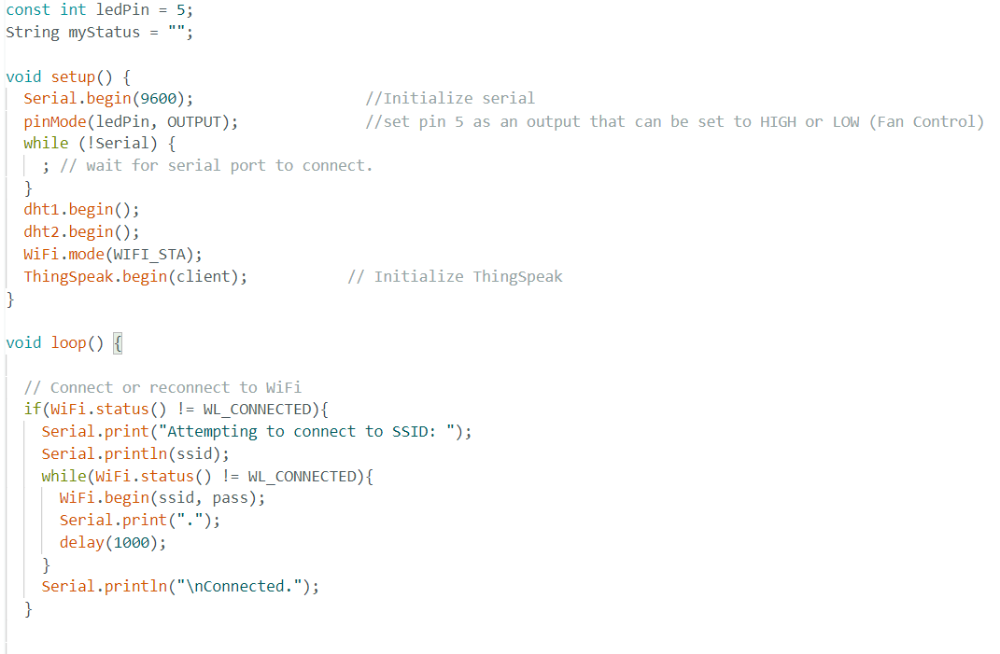 const int ledPin = 5;
String myStatus = "";
void setup() {
Serial.begin(9600); //Initialize serial
pinMode(ledPin, OUTPUT); //set pin 5 as an output that can be set to HIGH or LOW (Fan Control)
while (!Serial) {
; // wait for serial port to connect.
}
dht1.begin();
dht2.begin();
WiFi.mode(WIFI_STA);
ThingSpeak.begin(client); // Initialize ThingSpeak
}
void loop() {
// Connect or reconnect to WiFi
if(WiFi.status() != WL_CONNECTED){
Serial.print("Attempting to connect to SSID: ");
Serial.println(ssid);
while(WiFi.status() != WL_CONNECTED){
WiFi.begin(ssid, pass);
Serial.print(".");
delay(1000);
}
Serial.println("\nConnected.");
}